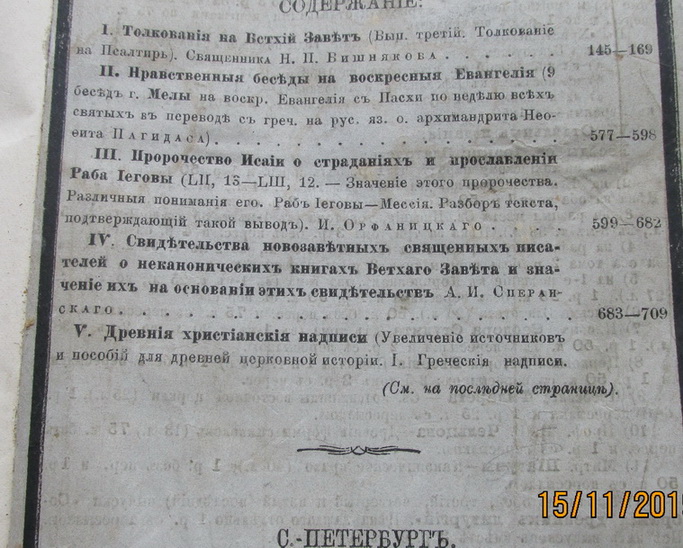 СОДЕРЖАНІЕ:
I. Толкованія на Ветхій Завѣтъ (Вып. третій. Толкованіе
на Псалтирь). Священника Н. П. Вишнякова 145—169
II. Нравственныя бесѣды на воскресныя Евангелія (9
бесѣдъ г. Мелы на воскр. Евангелія съ Пасхи по недѣлю всѣхъ
святыхъ въ переводѣ съ греч. на рус. яз. о. архимандрита Нео-
фита Пагидаса) 577—598
III. Пророчество Исаіи о страданіяхъ и прославленіи
Раба Іеговы (LII, 13—LIII, 12. — Значеніе этого пророчества.
Различныя пониманія его. Рабъ Іеговы—Мессія. Разборъ текста,
подтверждающій такой выводъ). И. Орфаницкаго 599—682
IV. Свидѣтельства новозавѣтныхъ священныхъ писа-
телей о неканоническихъ книгахъ Ветхаго Завѣта и зна-
ченіе ихъ на основаніи этихъ свидѣтельствъ А. И. Сперан-
скаго 683—709
V. Древнія христіанскія надписи (Увеличеніе источниковъ
и пособій для древней церковной исторіи. I. Греческія надписи.
(См. на послѣдней страницѣ).
С.-ПЕТЕРБУРГЪ.
15/11/201